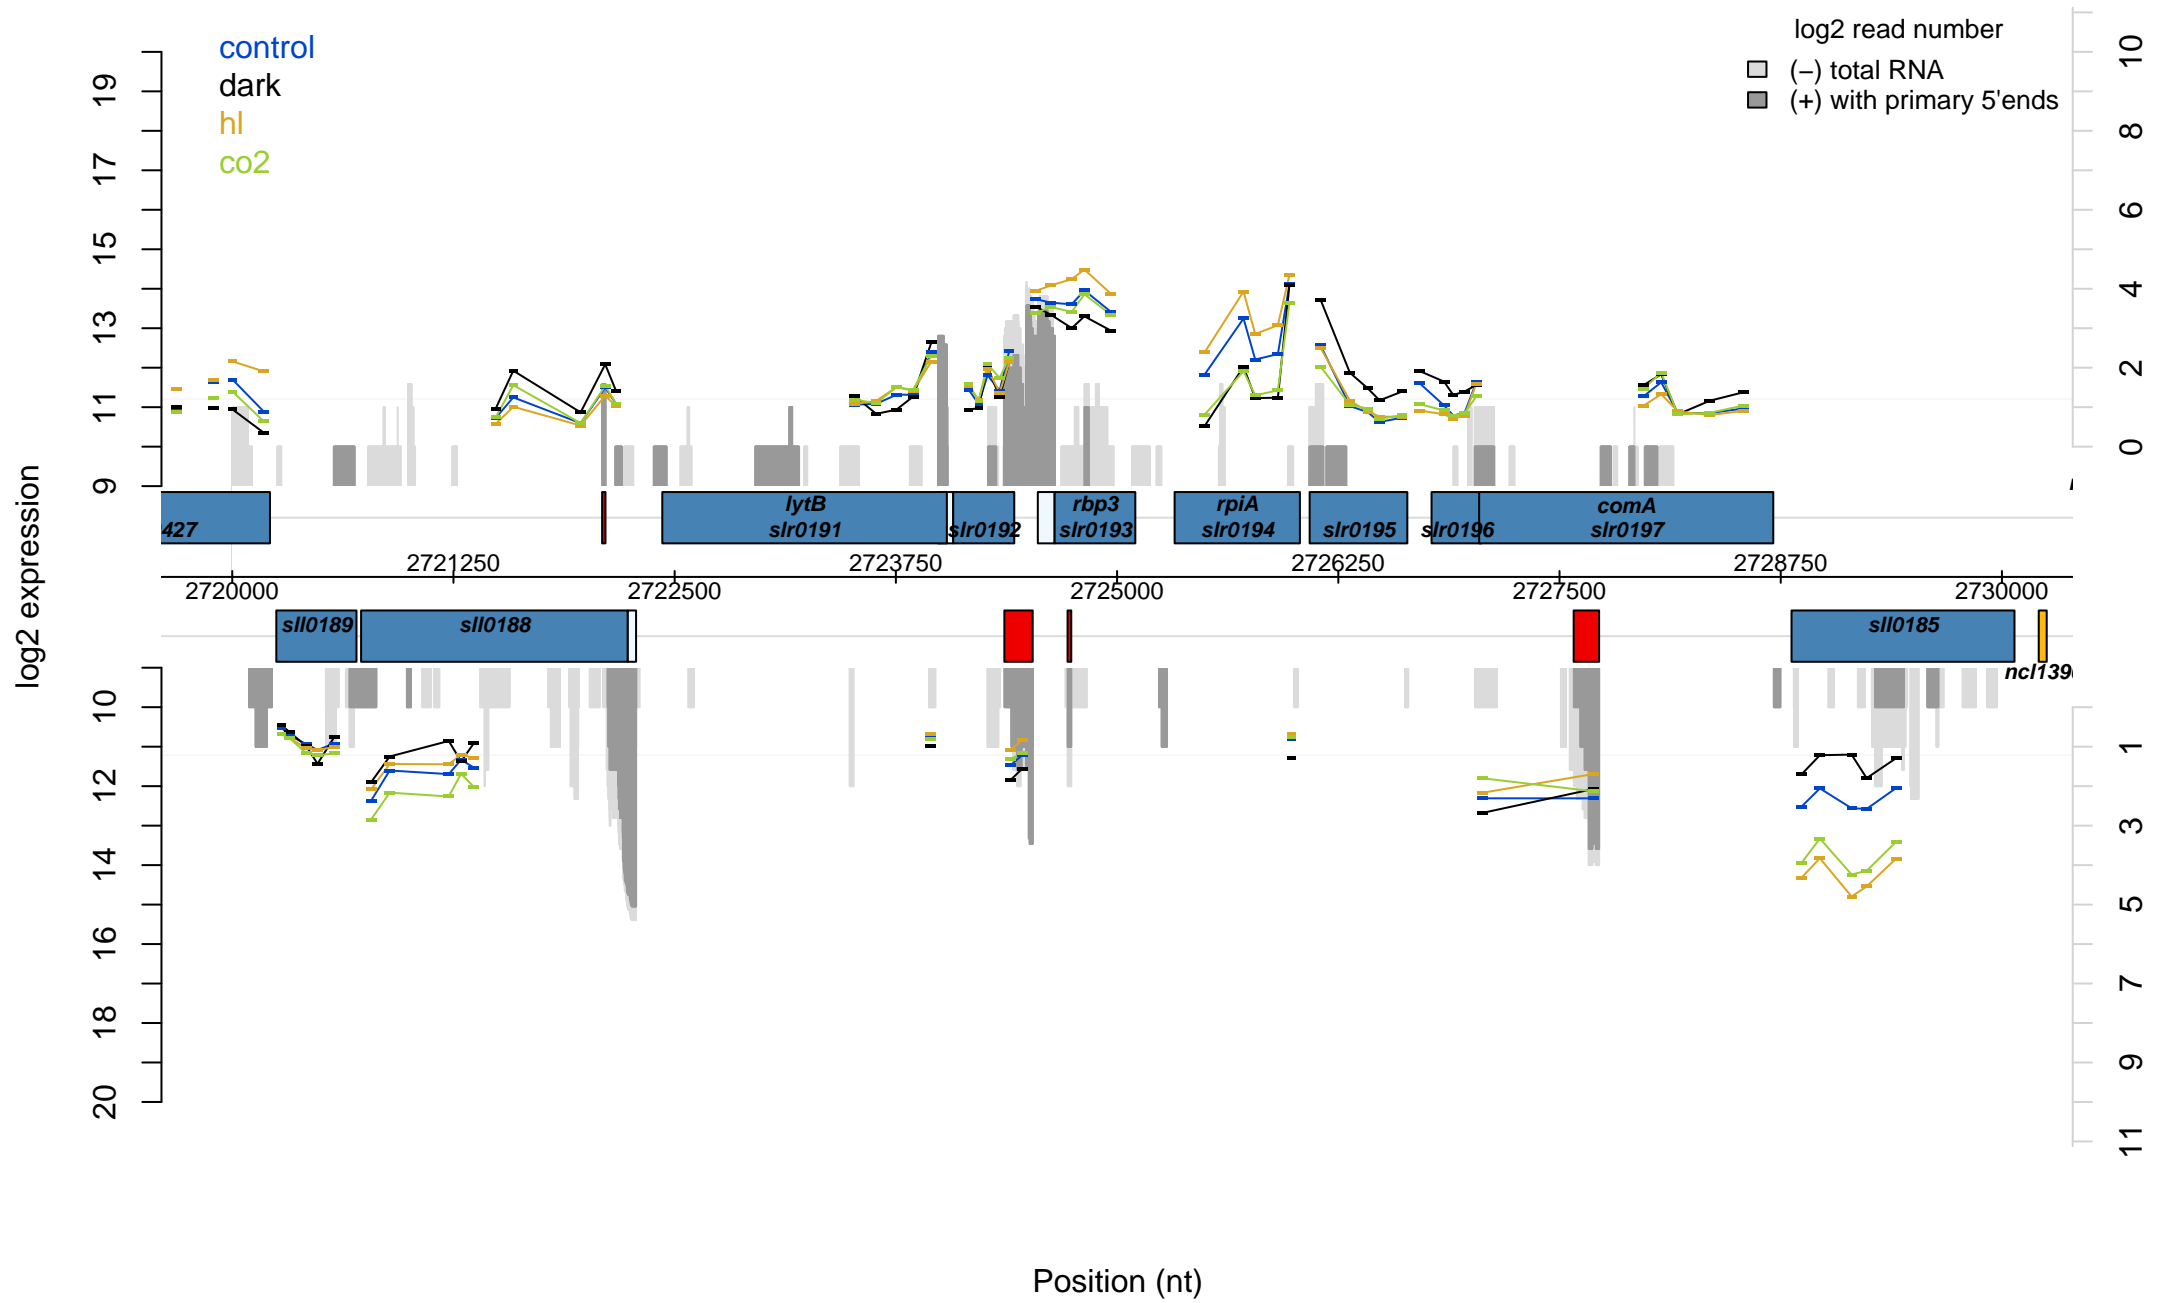 control
dark
hl
co2
log2 read number
(−) total RNA
(+) with primary 5'ends
19
17
15
13
11
9
10
8
6
4
2
0
log2 expression
427
lytB
slr0191
slr0192
rbp3
slr0193
rpiA
slr0194
slr0195
slr0196
comA
slr0197
2721250
2723750
2726250
2728750
2720000
2722500
2725000
2727500
2730000
sll0189
sll0188
sll0185
ncl139
10
12
14
16
18
20
1
3
5
7
9
11
Position (nt)